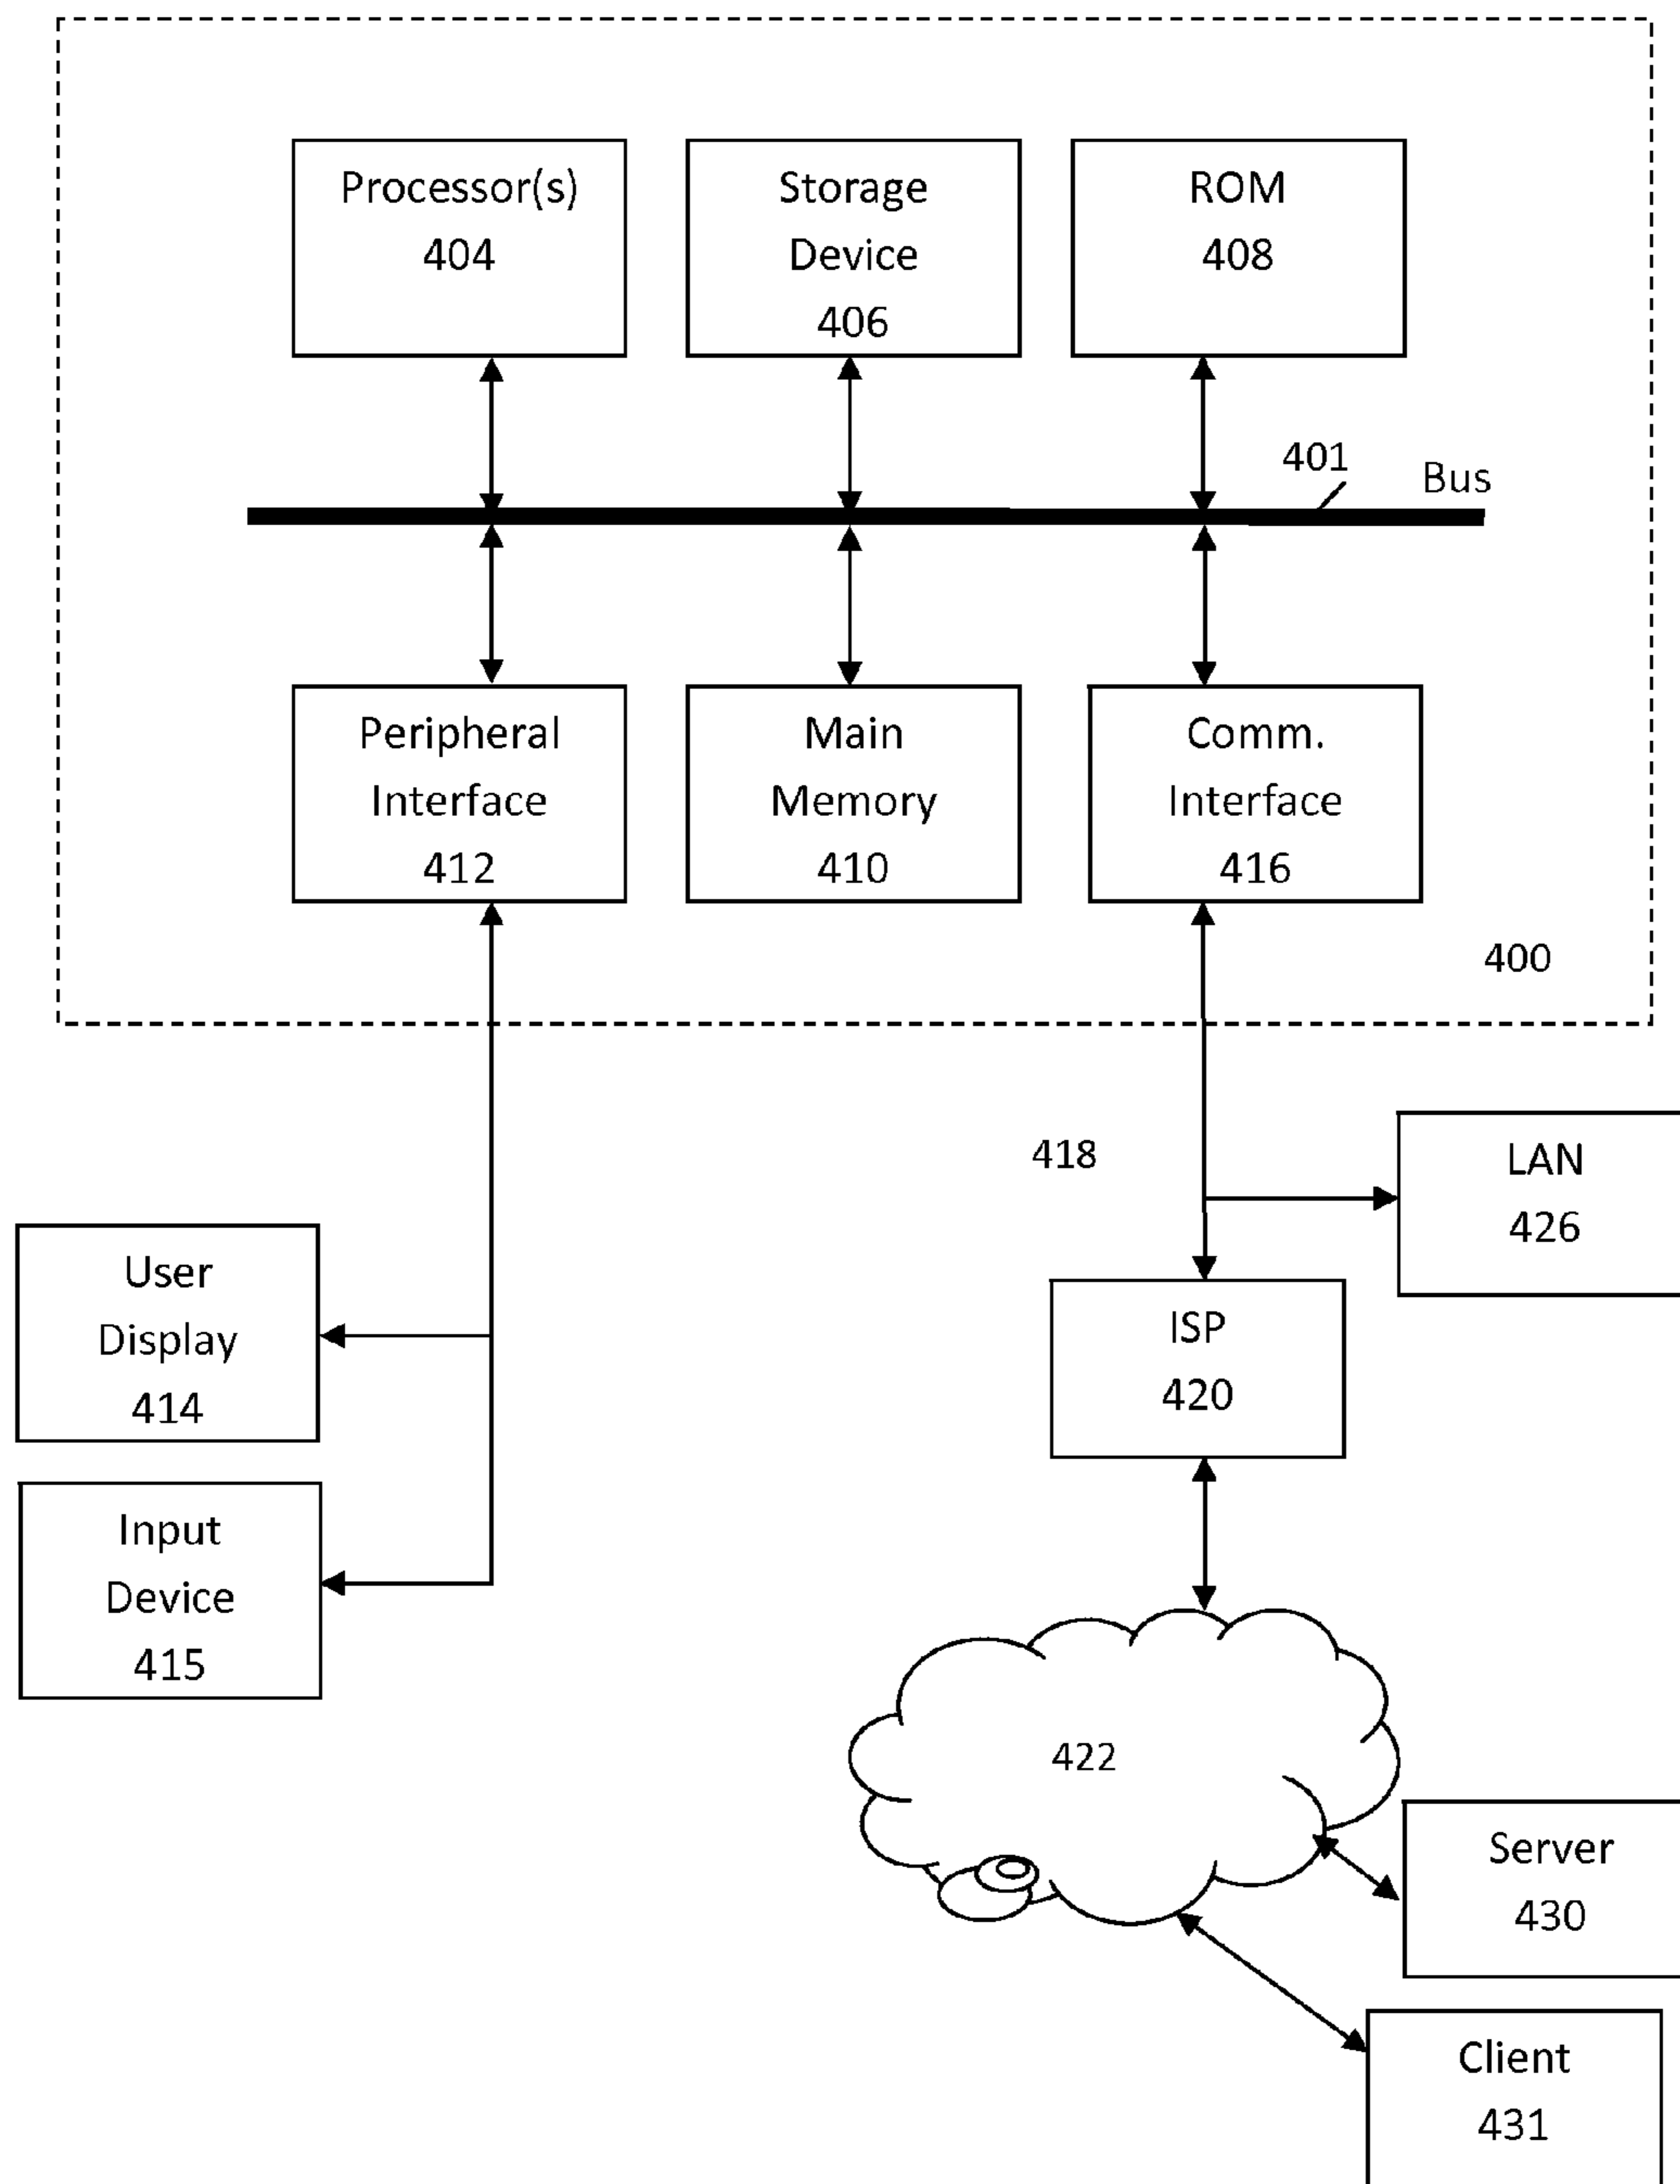 Processor(s)
404
Storage
Device
406
ROM
408
401
Bus
Peripheral
Interface
412
Main
Memory
410
Comm.
Interface
416
400
418
LAN
426
User
Display
414
ISP
420
Input
Device
415
422
Server
430
Client
431